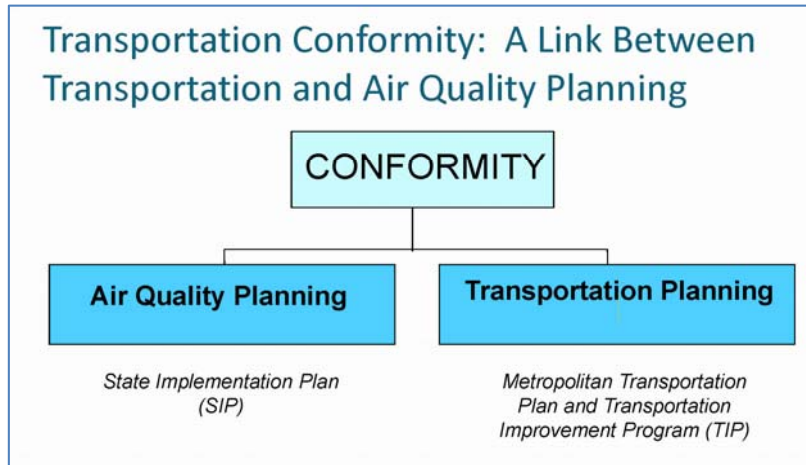 Transportation Conformity: A Link Between
Transportation and Air Quality Planning
CONFORMITY
Air Quality Planning
Transportation Planning
State Implementation Plan
(SIP)
Metropolitan Transportation
Plan and Transportation
Improvement Program (TIP)